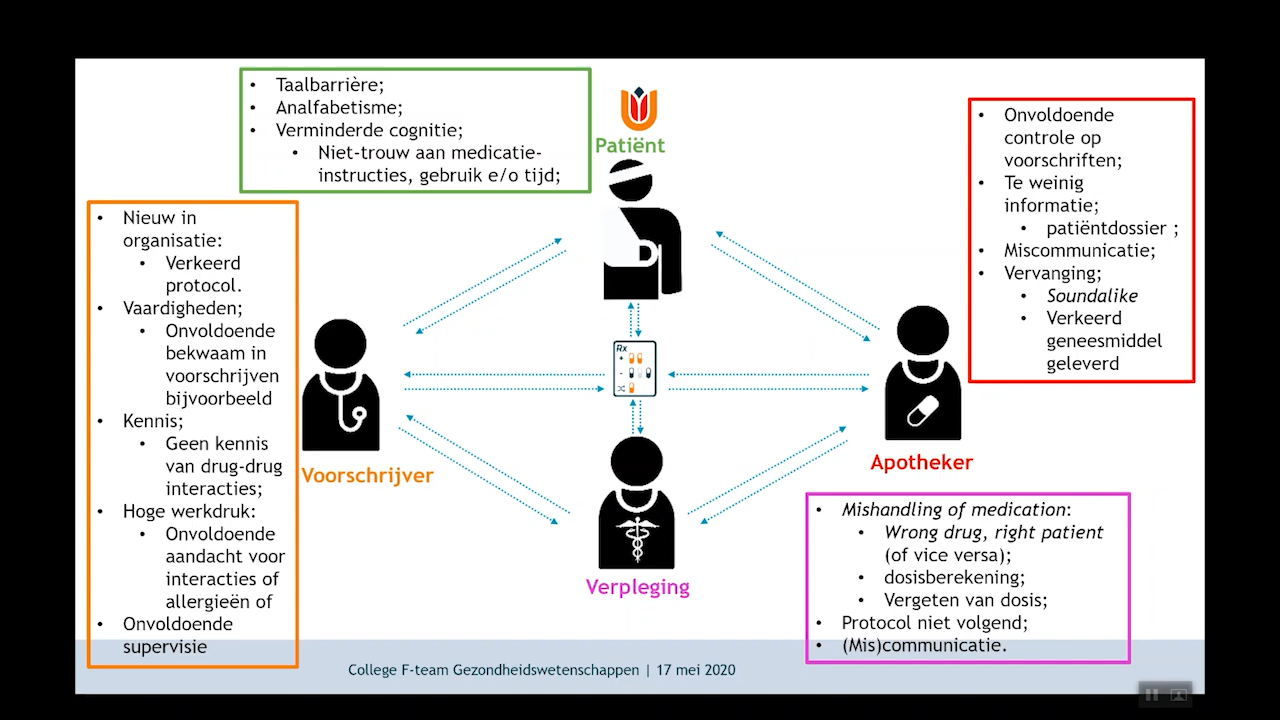 • Taalbarrière;
• Analfabetisme;
• Verminderde cognitie;
• Niet-trouw aan medicatie-
instructies, gebruik e/o tijd;
Patiënt
• Onvoldoende
controle op
voorschriften;
• Te weinig
informatie;
• patiëntdossier ;
• Miscommunicatie;
• Vervanging;
• Soundalike
• Verkeerd
geneesmiddel
geleverd
• Nieuw in
organisatie:
• Verkeerd
protocol.
• Vaardigheden;
• Onvoldoende
bekwaam in
voorschrijven
bijvoorbeeld
• Kennis;
• Geen kennis
van drug-drug
interacties;
• Hoge werkdruk:
• Onvoldoende
aandacht voor
interacties of
allergieën of
• Onvoldoende
supervisie
Rx
Voorschrijver
Apotheker
Verpleging
• Mishandling of medication:
• Wrong drug, right patient
(of vice versa);
• dosisberekening;
• Vergeten van dosis;
• Protocol niet volgend;
• (Mis)communicatie.
College F-team Gezondheidswetenschappen | 17 mei 2020